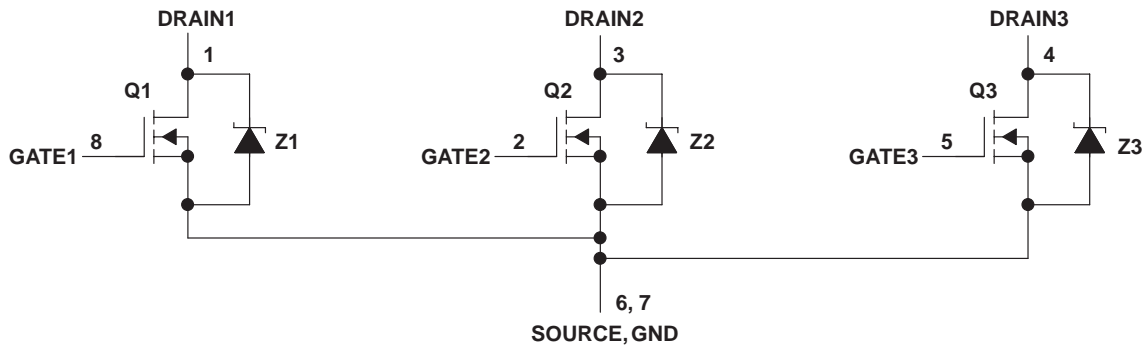 DRAIN1
DRAIN2
DRAIN3
1
3
4
Q1
Q2
Q3
8
GATE1
Z1
2
GATE2
Z2
5
GATE3
Z3
6, 7
SOURCE, GND